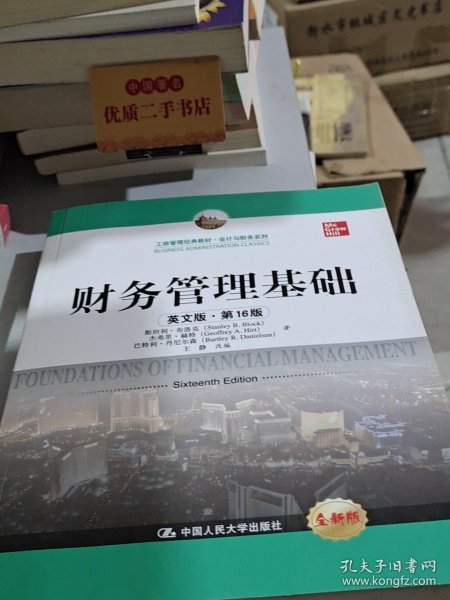 中国著名
优质二手书店
工商管理经典教材·会计与财务系列
BUSINESS ADMINISTRATION CLASSICS
Mc
Graw
Hill
财务管理基础
英文版·第16版
斯坦利·布洛克(Stanley B. Block)
杰弗里·赫特(Geoffrey A. Hirt) 著
巴特利·丹尼尔森(Bartley R. Danielsen)
王静 改编
FOUNDATIONS OF FINANCIAL MANAGEMENT
Sixteenth Edition
中国人民大学出版社
全新版
孔夫子旧书网
www.kongfz.com